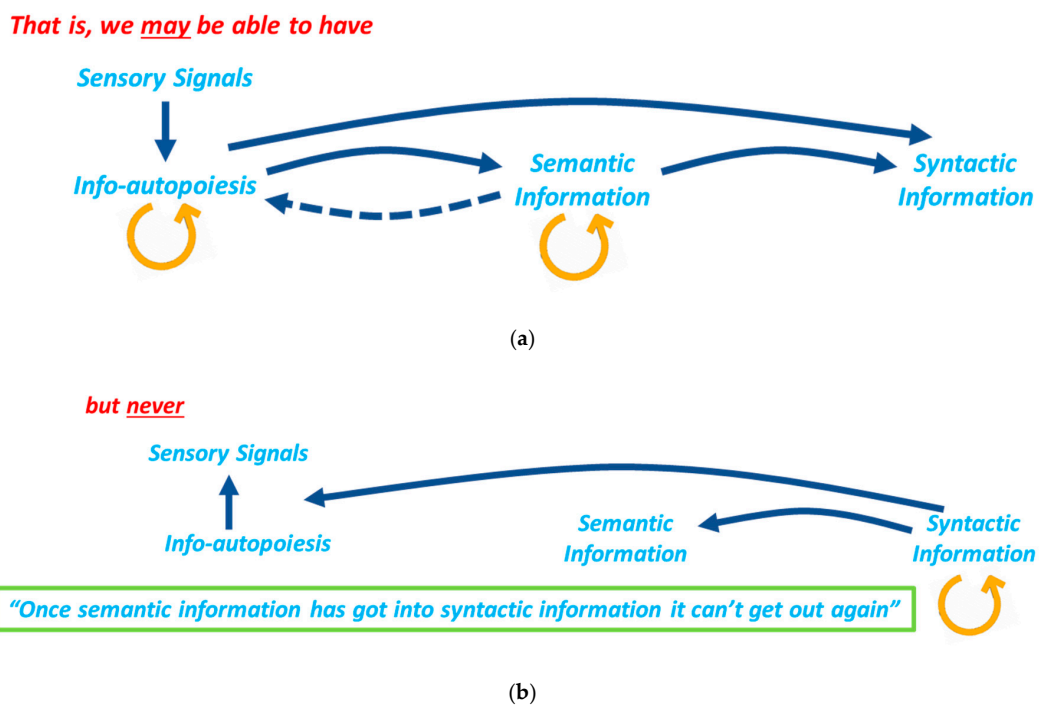 That is, we may be able to have
Sensory Signals
Info-autopoiesis
Semantic
Information
Syntactic
Information
(a)
but never
Sensory Signals
Info-autopoiesis
Semantic
Information
Syntactic
Information
“Once semantic information has got into syntactic information it can’t get out again”
(b)